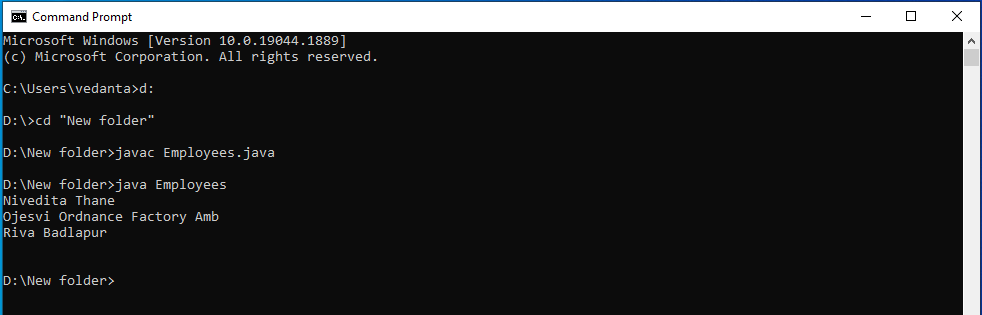 Command Prompt
Microsoft Windows [Version 10.0.19044.1889]
(c) Microsoft Corporation. All rights reserved.
C:\Users\vedanta>d:
D:\>cd "New folder"
D:\New folder>javac Employees.java
D:\New folder>java Employees
Nivedita Thane
Ojesvi Ordnance Factory Amb
Riva Badlapur
D:\New folder>